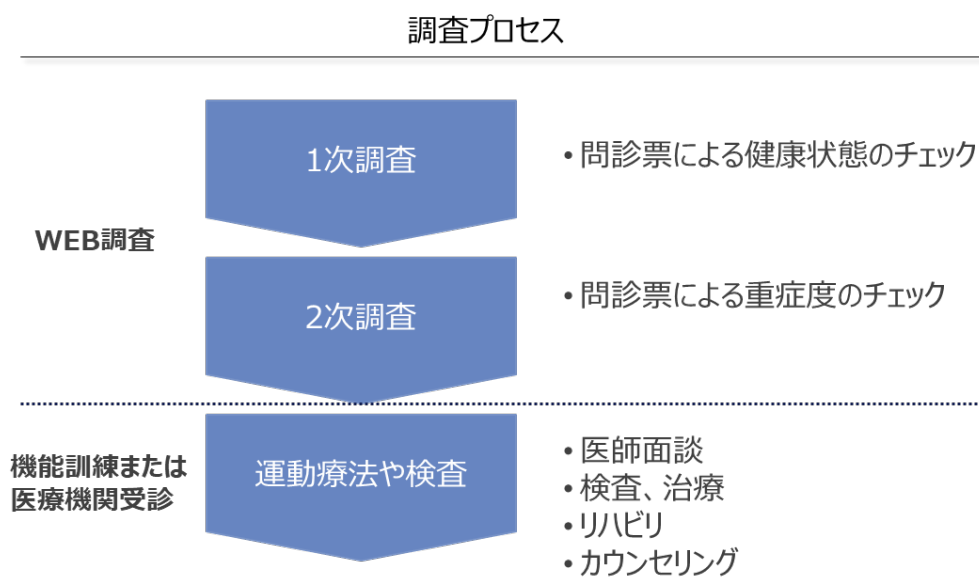 調査プロセス
1次調査
・問診票による健康状態のチェック
WEB調査
2次調査
・問診票による重症度のチェック
機能訓練または
医療機関受診
運動療法や検査
・医師面談
・検査、治療
・リハビリ
・カウンセリング